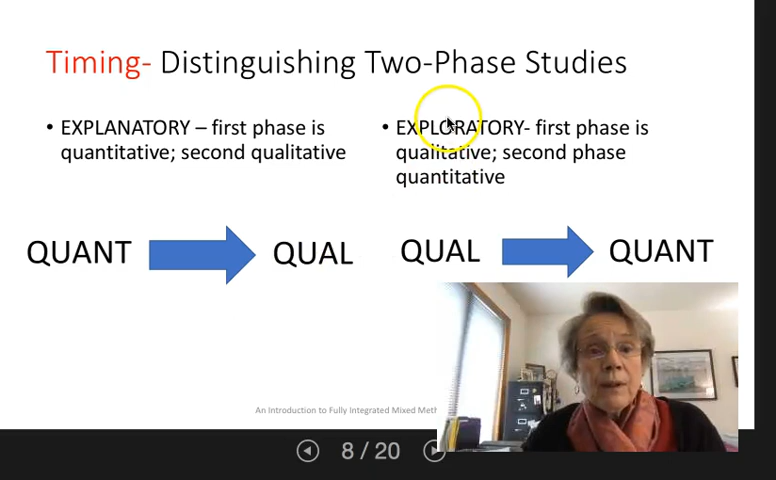 Timing- Distinguishing Two-Phase Studies
• EXPLANATORY – first phase is
quantitative; second qualitative
• EXPLORATORY- first phase is
qualitative; second phase
quantitative
QUANT
QUAL
QUAL
QUANT
An Introduction to Fully Integrated Mixed
8 / 20